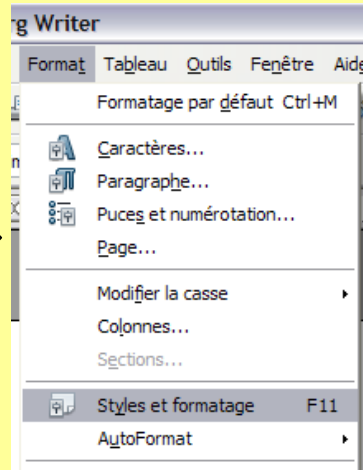 rg Writer
Format Tableau Outils Fenêtre Aide
Formatage par défaut Ctrl+M
Caractères...
Paragraphe...
Puces et numérotation...
Page...
Modifier la casse
Colonnes...
Sections...
Styles et formatage F11
AutoFormat